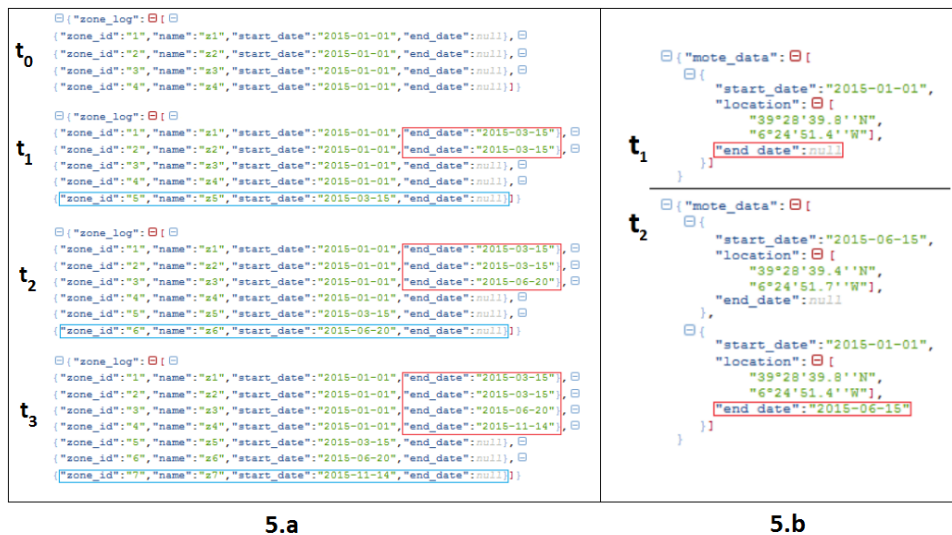 {"zone_log": [
t0
{"zone_id":"1","name":"z1","start_date":"2015-01-01","end_date":null},
{"zone_id":"2","name":"z2","start_date":"2015-01-01","end_date":null},
{"zone_id":"3","name":"z3","start_date":"2015-01-01","end_date":null},
{"zone_id":"4","name":"z4","start_date":"2015-01-01","end_date":null}]}
{"zone_log": [
t1
{"zone_id":"1","name":"z1","start_date":"2015-01-01","end_date":"2015-03-15"},
{"zone_id":"2","name":"z2","start_date":"2015-01-01","end_date":"2015-03-15"},
{"zone_id":"3","name":"z3","start_date":"2015-01-01","end_date":null},
{"zone_id":"4","name":"z4","start_date":"2015-01-01","end_date":null},
{"zone_id":"5","name":"z5","start_date":"2015-03-15","end_date":null}]}
{"zone_log": [
t2
{"zone_id":"1","name":"z1","start_date":"2015-01-01","end_date":"2015-03-15"},
{"zone_id":"2","name":"z2","start_date":"2015-01-01","end_date":"2015-03-15"},
{"zone_id":"3","name":"z3","start_date":"2015-01-01","end_date":"2015-06-20"},
{"zone_id":"4","name":"z4","start_date":"2015-01-01","end_date":null},
{"zone_id":"5","name":"z5","start_date":"2015-03-15","end_date":null},
{"zone_id":"6","name":"z6","start_date":"2015-06-20","end_date":null}]}
{"zone_log": [
t3
{"zone_id":"1","name":"z1","start_date":"2015-01-01","end_date":"2015-03-15"},
{"zone_id":"2","name":"z2","start_date":"2015-01-01","end_date":"2015-03-15"},
{"zone_id":"3","name":"z3","start_date":"2015-01-01","end_date":"2015-06-20"},
{"zone_id":"4","name":"z4","start_date":"2015-01-01","end_date":"2015-11-14"},
{"zone_id":"5","name":"z5","start_date":"2015-03-15","end_date":null},
{"zone_id":"6","name":"z6","start_date":"2015-06-20","end_date":null},
{"zone_id":"7","name":"z7","start_date":"2015-11-14","end_date":null}]}
5.a
{"mote_data": [
{
"start_date":"2015-01-01",
"location": [
"39°28'39.8''N",
"6°24'51.4''W"],
t1
"end_date":null
}]
}
{"mote_data": [
t2
{
"start_date":"2015-06-15",
"location": [
"39°28'39.4''N",
"6°24'51.7''W"],
"end_date":null
},
{
"start_date":"2015-01-01",
"location": [
"39°28'39.8''N",
"6°24'51.4''W"],
"end_date":"2015-06-15"
}]
}
5.b